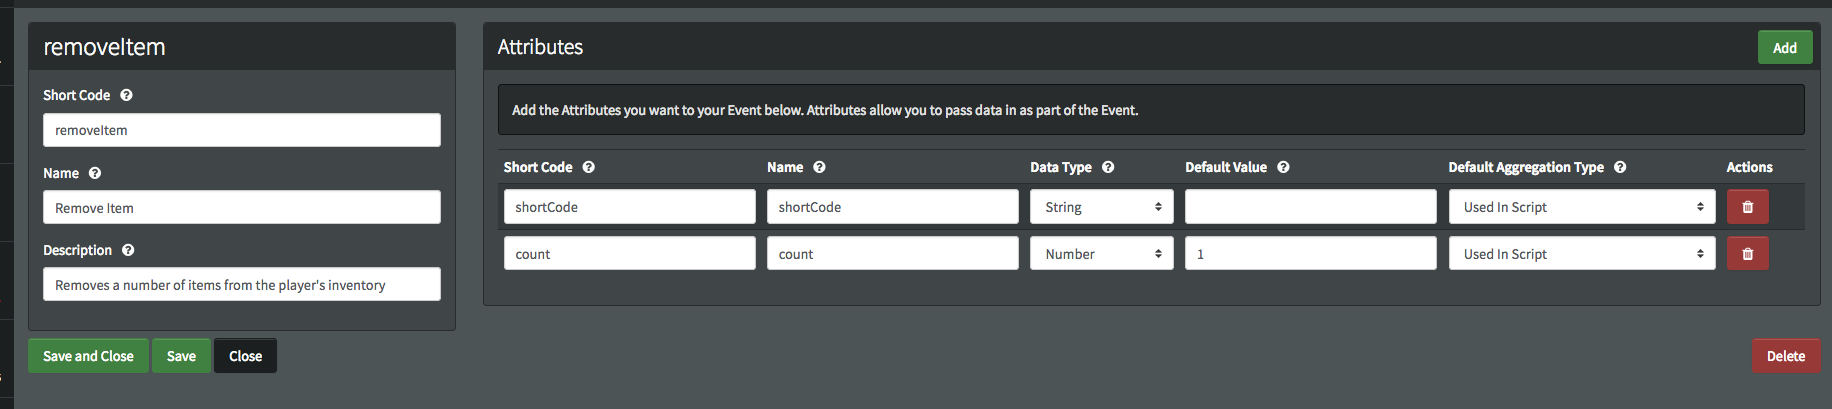 removeItem
Short Code
removeItem
Name
Remove Item
Description
Removes a number of items from the player's inventory
Save and Close Save Close
Attributes Add
Add the Attributes you want to your Event below. Attributes allow you to pass data in as part of the Event.
Short Code Name Data Type Default Value Default Aggregation Type Actions
shortCode shortCode String Used In Script
count count Number 1 Used In Script
Delete